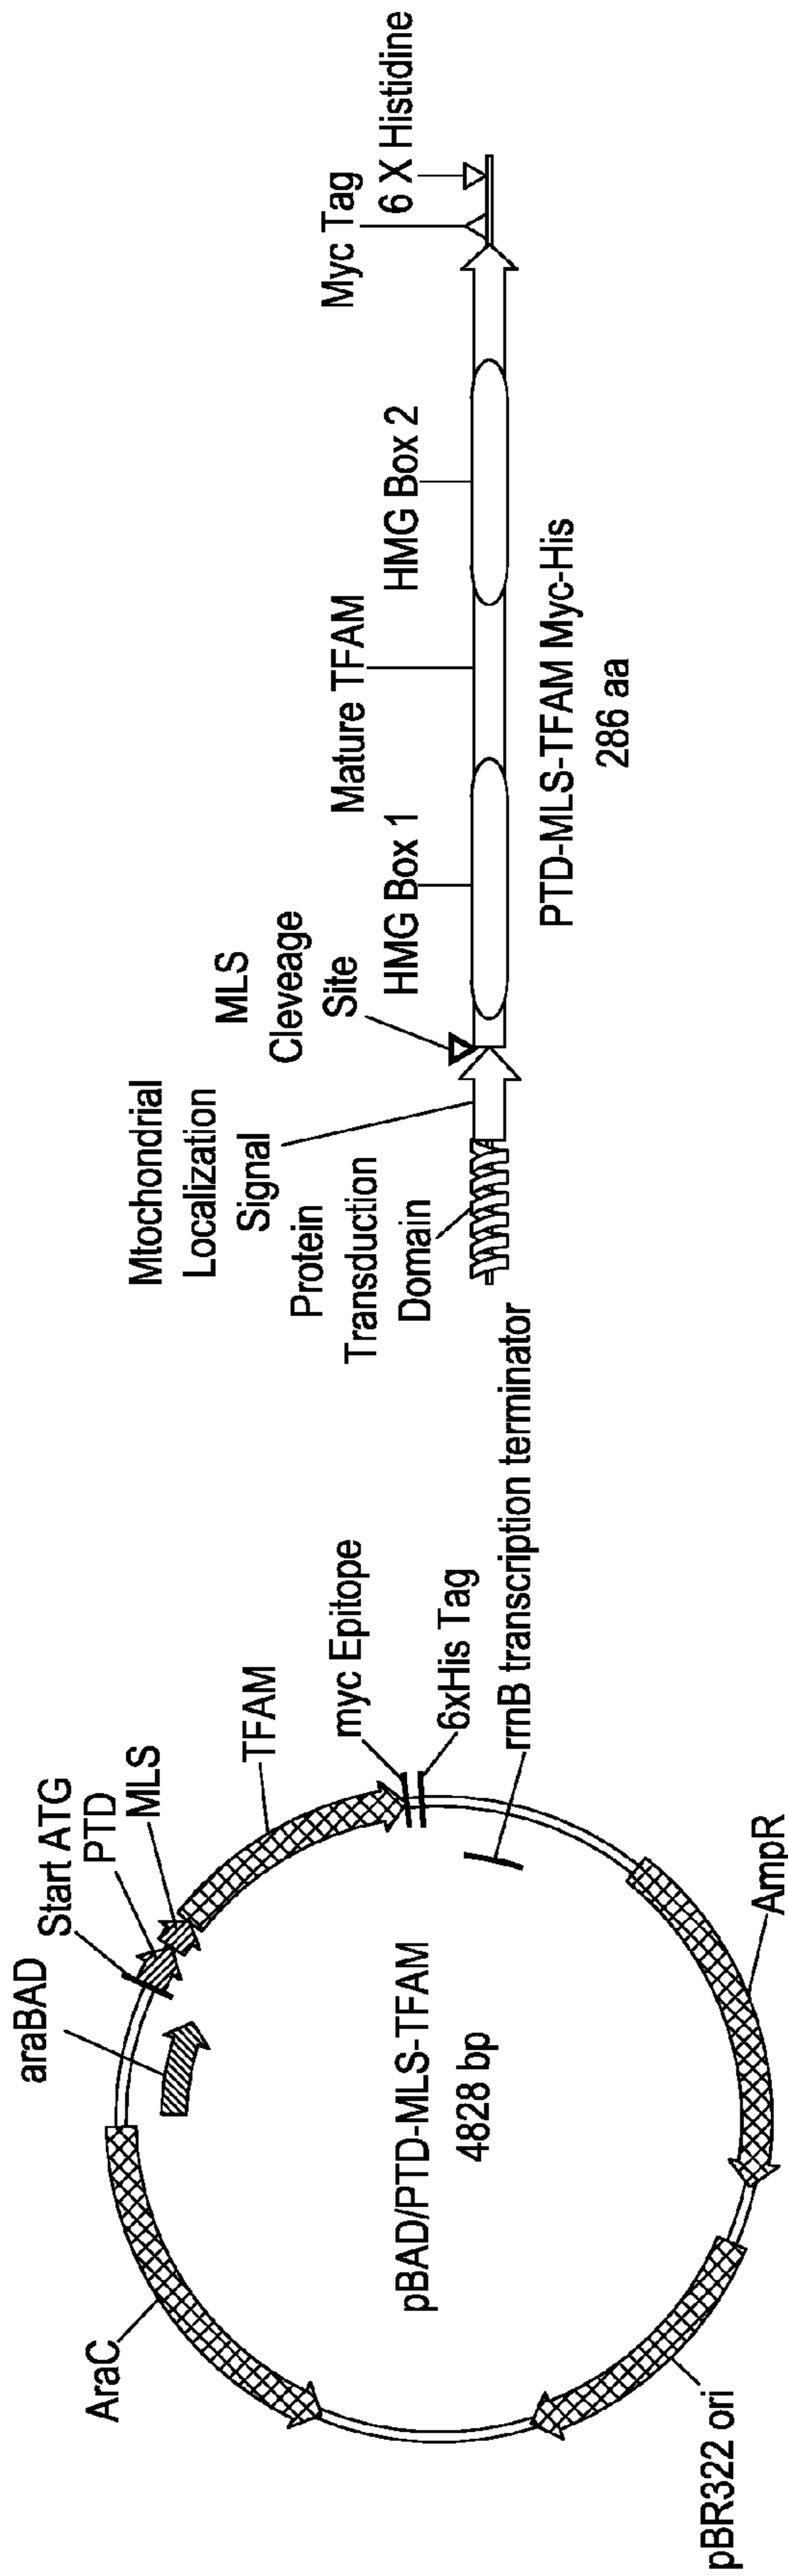 araBAD
Start ATG
PTD
MLS
TFAM
myc Epitope
6xHis Tag
rrnB transcription terminator
AmpR
pBR322 ori
AraC
pBAD/PTD-MLS-TFAM
4828 bp
Mtochondrial
Localization
Signal
Protein
Transduction
Domain
MLS
Cleveage
Site
HMG Box 1
Mature TFAM
HMG Box 2
Myc Tag
6 X Histidine
PTD-MLS-TFAM Myc-His
286 aa